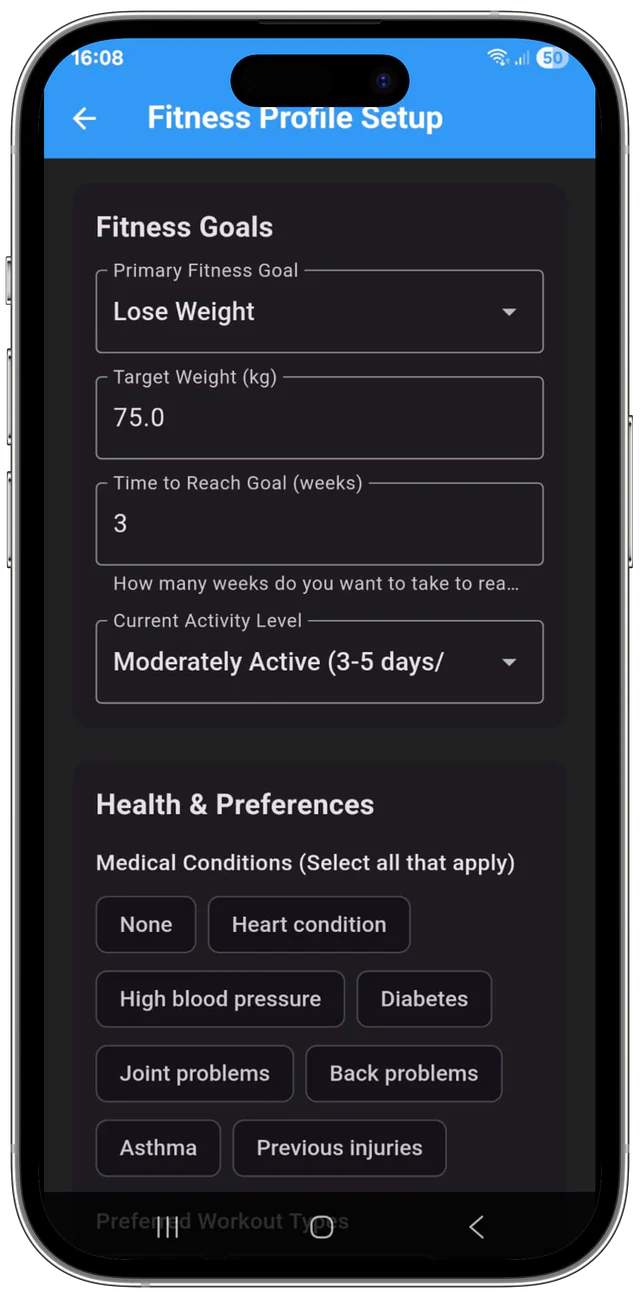 16:08
50
Fitness Profile Setup
Fitness Goals
Primary Fitness Goal
Lose Weight
Target Weight (kg)
75.0
Time to Reach Goal (weeks)
3
How many weeks do you want to take to rea…
Current Activity Level
Moderately Active (3-5 days/
Health & Preferences
Medical Conditions (Select all that apply)
None
Heart condition
High blood pressure
Diabetes
Joint problems
Back problems
Asthma
Previous injuries
Preferred Workout Types